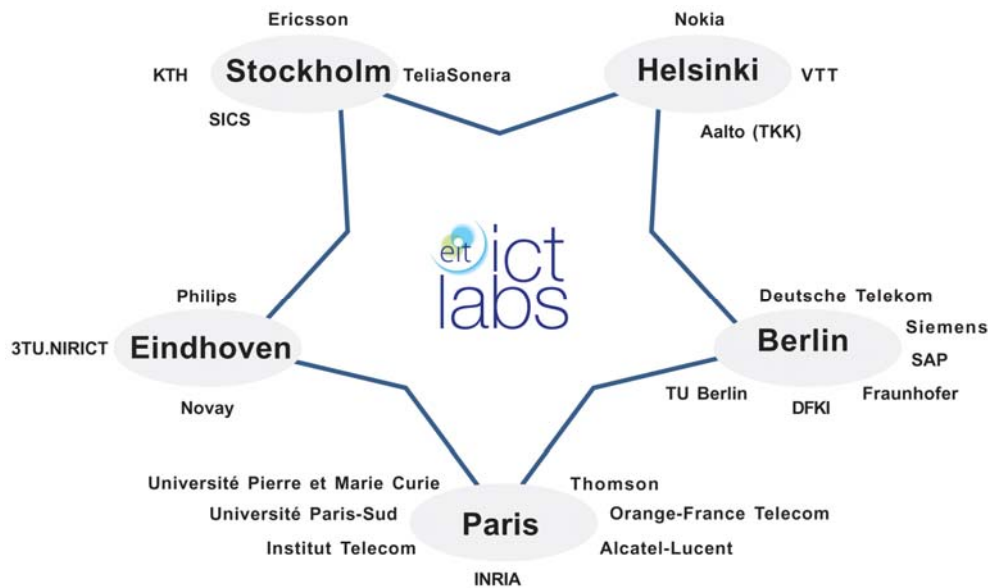 Ericsson
Nokia
KTH Stockholm TeliaSonera
Helsinki VTT
SICS
Aalto (TKK)
eit ict
labs
Philips
Deutsche Telekom
Siemens
3TU.NIRICT Eindhoven
Berlin
SAP
Novay
TU Berlin DFKI Fraunhofer
Université Pierre et Marie Curie
Thomson
Université Paris-Sud
Paris
Orange-France Telecom
Institut Telecom
Alcatel-Lucent
INRIA